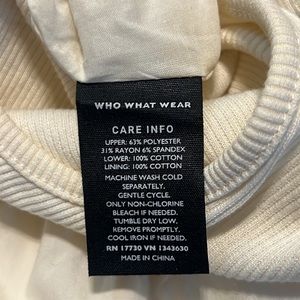 WHO WHAT WEAR
CARE INFO
UPPER: 63% POLYESTER
31% RAYON 6% SPANDEX
LOWER: 100% COTTON
LINING: 100% COTTON
MACHINE WASH COLD
SEPARATELY.
GENTLE CYCLE.
ONLY NON-CHLORINE
BLEACH IF NEEDED.
TUMBLE DRY LOW.
REMOVE PROMPTLY.
COOL IRON IF NEEDED.
RN 17730 VN 1343630
MADE IN CHINA